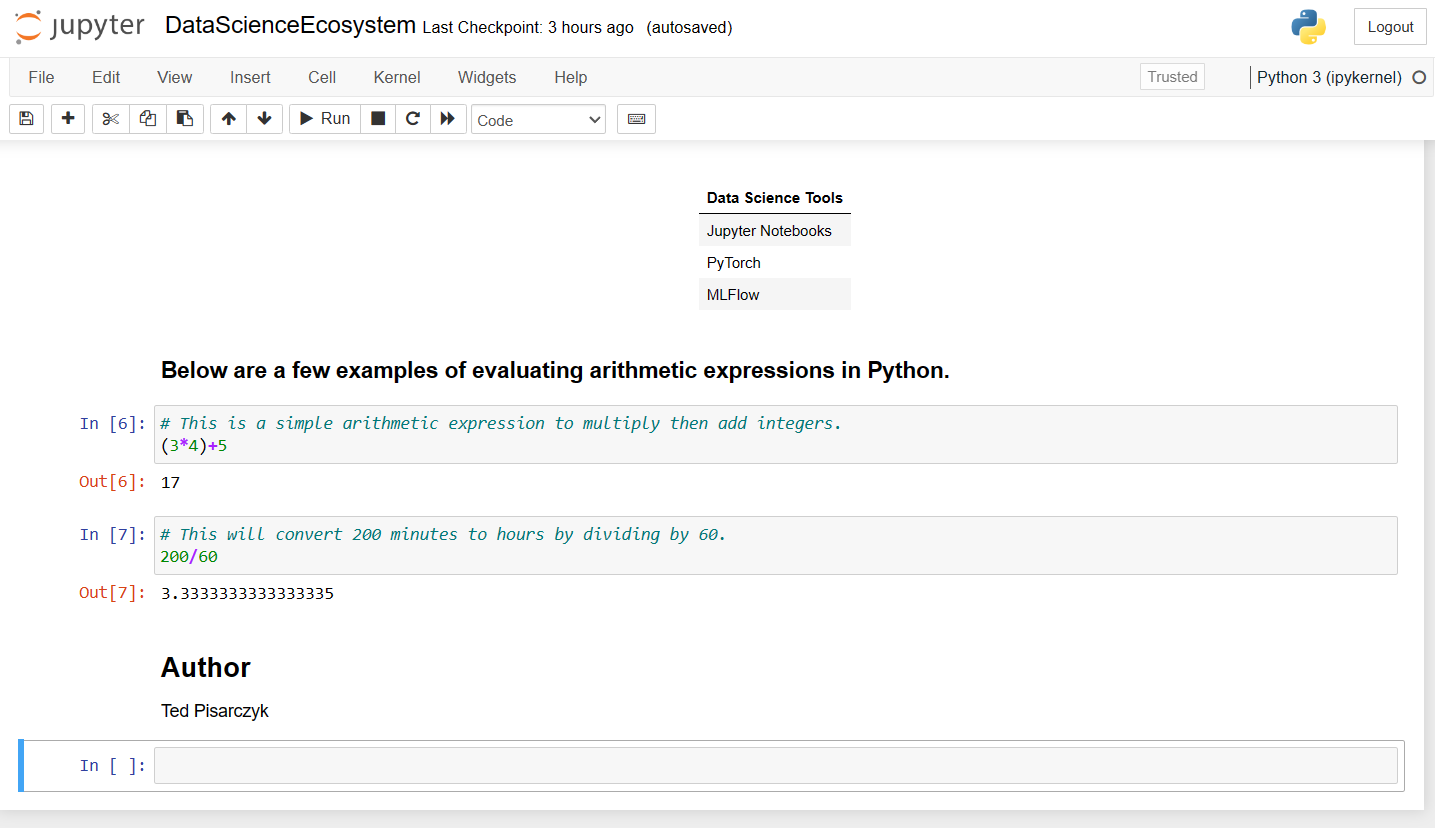 jupyter DataScienceEcosystem Last Checkpoint: 3 hours ago (autosaved) Logout
File Edit View Insert Cell Kernel Widgets Help Trusted Python 3 (ipykernel)
Run Code
Data Science Tools
Jupyter Notebooks
PyTorch
MLFlow
Below are a few examples of evaluating arithmetic expressions in Python.
In [6]: # This is a simple arithmetic expression to multiply then add integers.
(3*4)+5
Out[6]: 17
In [7]: # This will convert 200 minutes to hours by dividing by 60.
200/60
Out[7]: 3.3333333333333335
Author
Ted Pisarczyk
In [ ]: